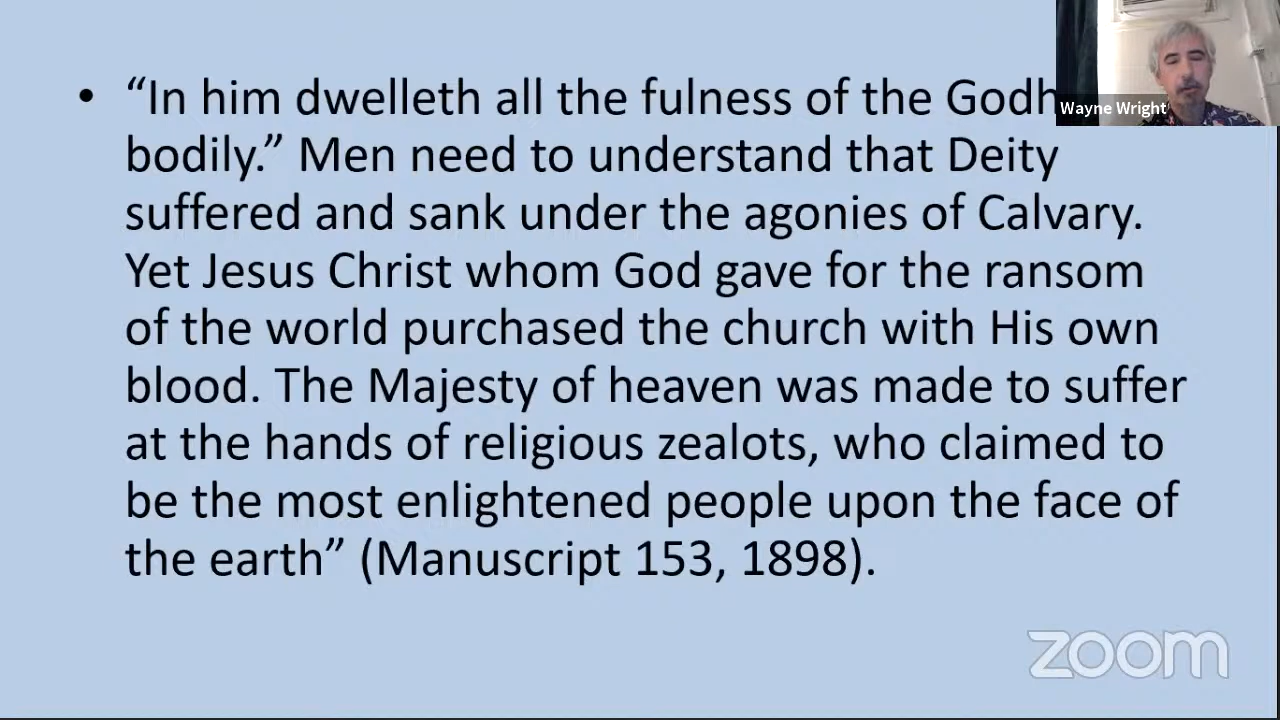 • “In him dwelleth all the fulness of the Godh
Wayne Wright
bodily.” Men need to understand that Deity
suffered and sank under the agonies of Calvary.
Yet Jesus Christ whom God gave for the ransom
of the world purchased the church with His own
blood. The Majesty of heaven was made to suffer
at the hands of religious zealots, who claimed to
be the most enlightened people upon the face of
the earth” (Manuscript 153, 1898).
zoom